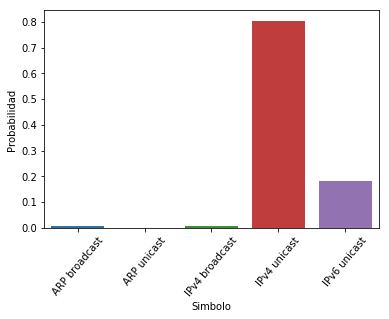 0.8
0.7
0.6
0.5
0.4
0.3
0.2
0.1
0.0
Probabilidad
ARP broadcast
ARP unicast
IPv4 broadcast
IPv4 unicast
IPv6 unicast
Simbolo